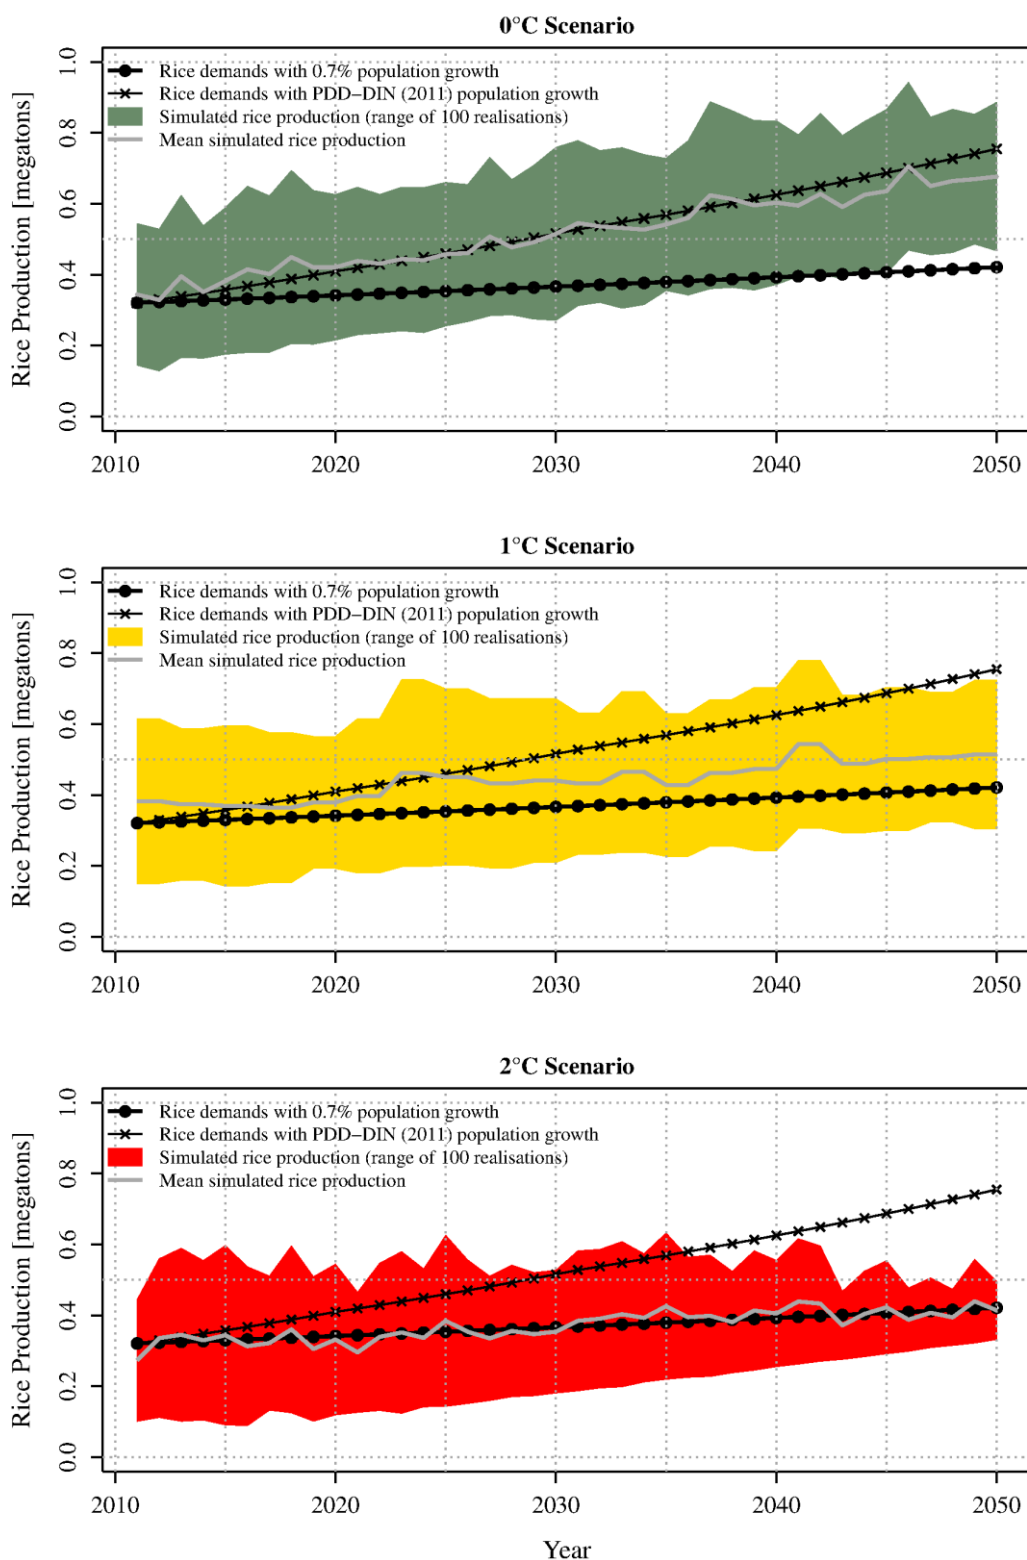 0°C Scenario
Rice Production [megatons]
1.0
0.8
0.6
0.4
0.2
0.0
Rice demands with 0.7% population growth
Rice demands with PDD−DIN (2011) population growth
Simulated rice production (range of 100 realisations)
Mean simulated rice production
2010 2020 2030 2040 2050
1°C Scenario
Rice Production [megatons]
1.0
0.8
0.6
0.4
0.2
0.0
Rice demands with 0.7% population growth
Rice demands with PDD−DIN (2011) population growth
Simulated rice production (range of 100 realisations)
Mean simulated rice production
2010 2020 2030 2040 2050
2°C Scenario
Rice Production [megatons]
1.0
0.8
0.6
0.4
0.2
0.0
Rice demands with 0.7% population growth
Rice demands with PDD−DIN (2011) population growth
Simulated rice production (range of 100 realisations)
Mean simulated rice production
2010 2020 2030 2040 2050
Year